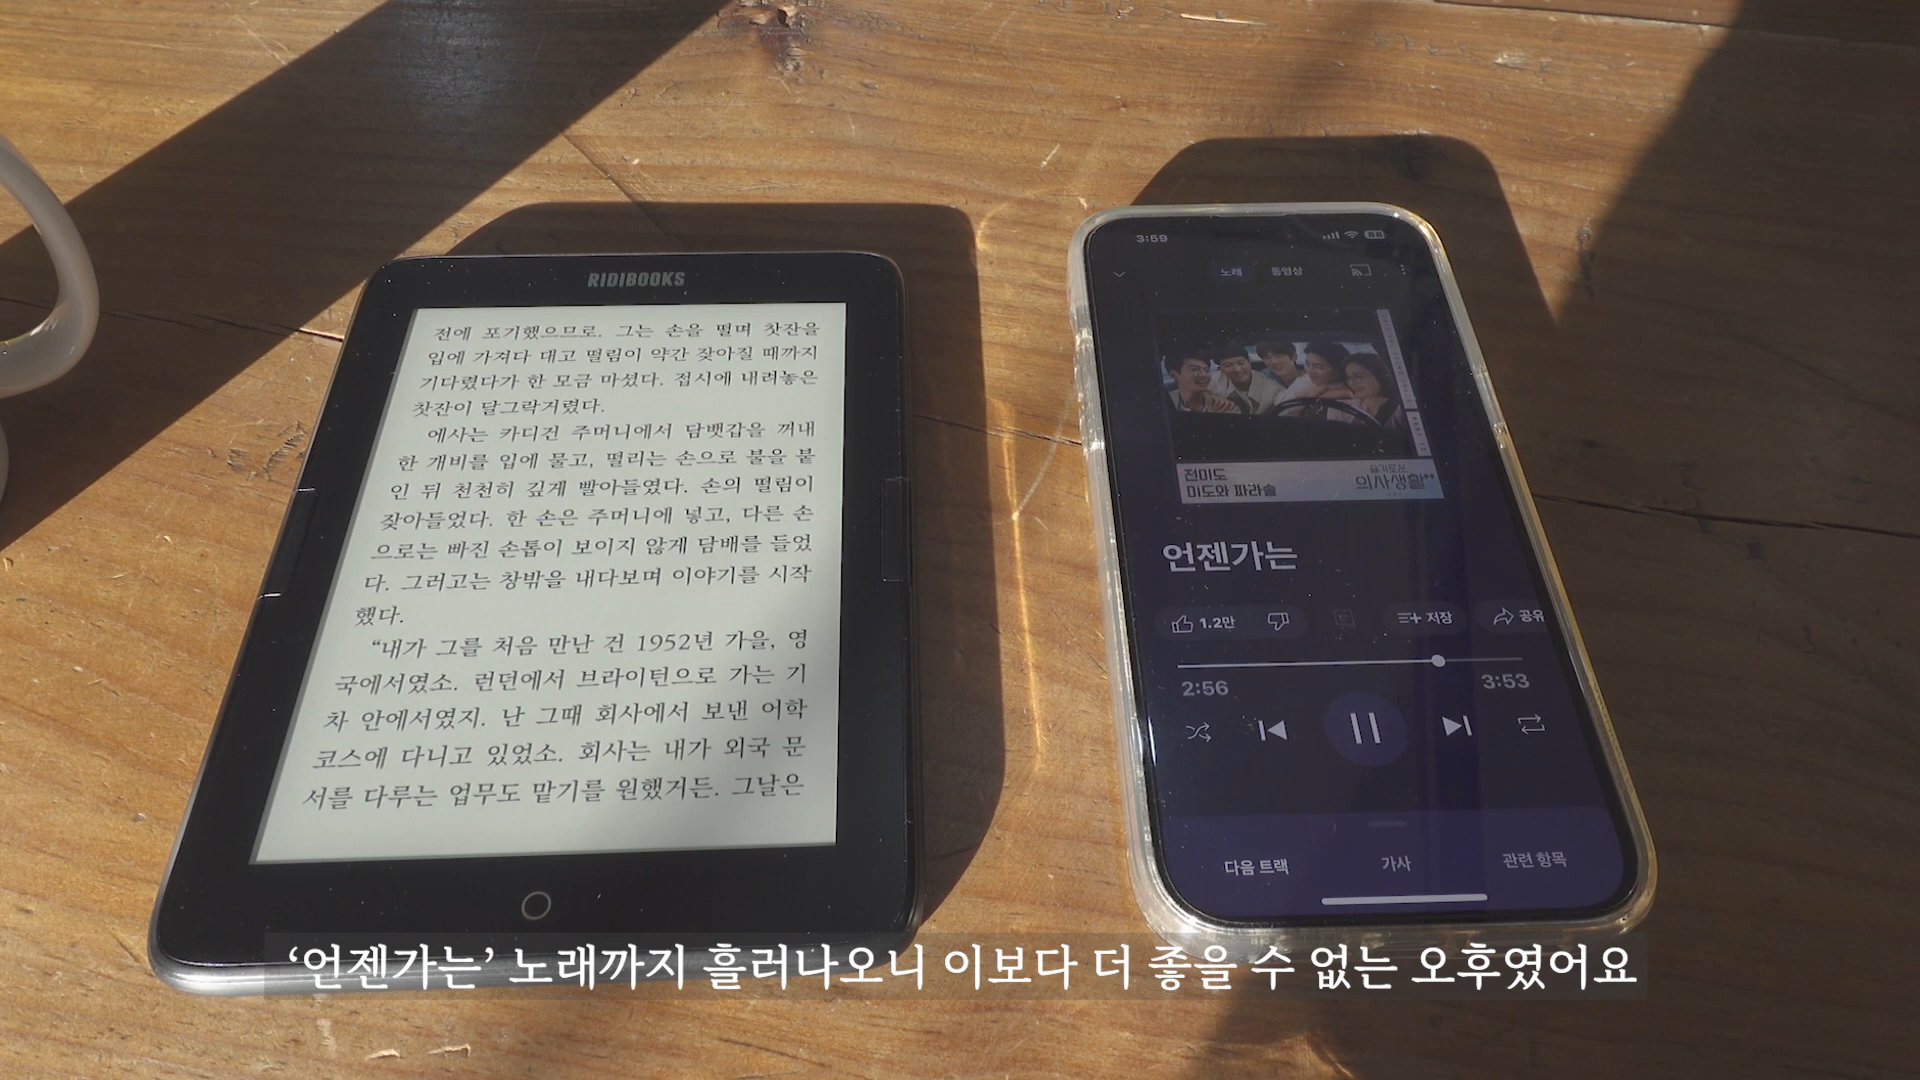 RIDIBOOKS
전에 포기했으므로. 그는 손을 떨며 찻잔을
입에 가져다 대고 떨림이 약간 잦아질 때까지
기다렸다가 한 모금 마셨다. 접시에 내려놓은
찻잔이 달그락거렸다.
에사는 카디건 주머니에서 담뱃갑을 꺼내
한 개비를 입에 물고, 떨리는 손으로 불을 붙
인 뒤 천천히 깊게 빨아들였다. 손의 떨림이
잦아들었다. 한 손은 주머니에 넣고, 다른 손
으로는 빠진 손톱이 보이지 않게 담배를 들었
다. 그러고는 창밖을 내다보며 이야기를 시작
했다.
“내가 그를 처음 만난 건 1952년 가을, 영
국에서였소. 런던에서 브라이턴으로 가는 기
차 안에서였지. 난 그때 회사에서 보낸 어학
코스에 다니고 있었소. 회사는 내가 외국 문
서를 다루는 업무도 맡기를 원했거든. 그날은
3:59
노래 동영상
전미도
미도와 파라솔
슬기로운
의사생활
언젠가는
1.2만 저장 공유
2:56 3:53
다음 트랙 가사 관련 항목
‘언젠가는’ 노래까지 흘러나오니 이보다 더 좋을 수 없는 오후였어요